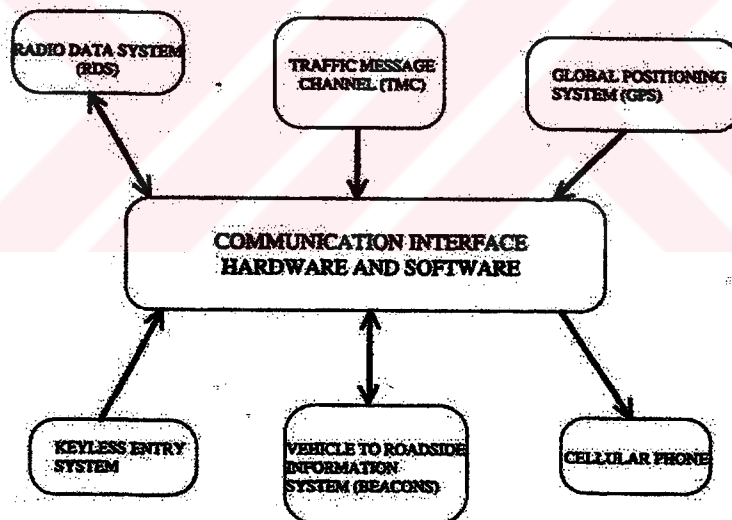 RADIO DATA SYSTEM
(RDS)
TRAFFIC MESSAGE
CHANNEL (TMC)
GLOBAL POSITIONING
SYSTEM (GPS)
COMMUNICATION INTERFACE
HARDWARE AND SOFTWARE
KEYLESS ENTRY
SYSTEM
VEHICLE TO ROADSIDE
INFORMATION
SYSTEM (BEACONS)
CELLULAR PHONE